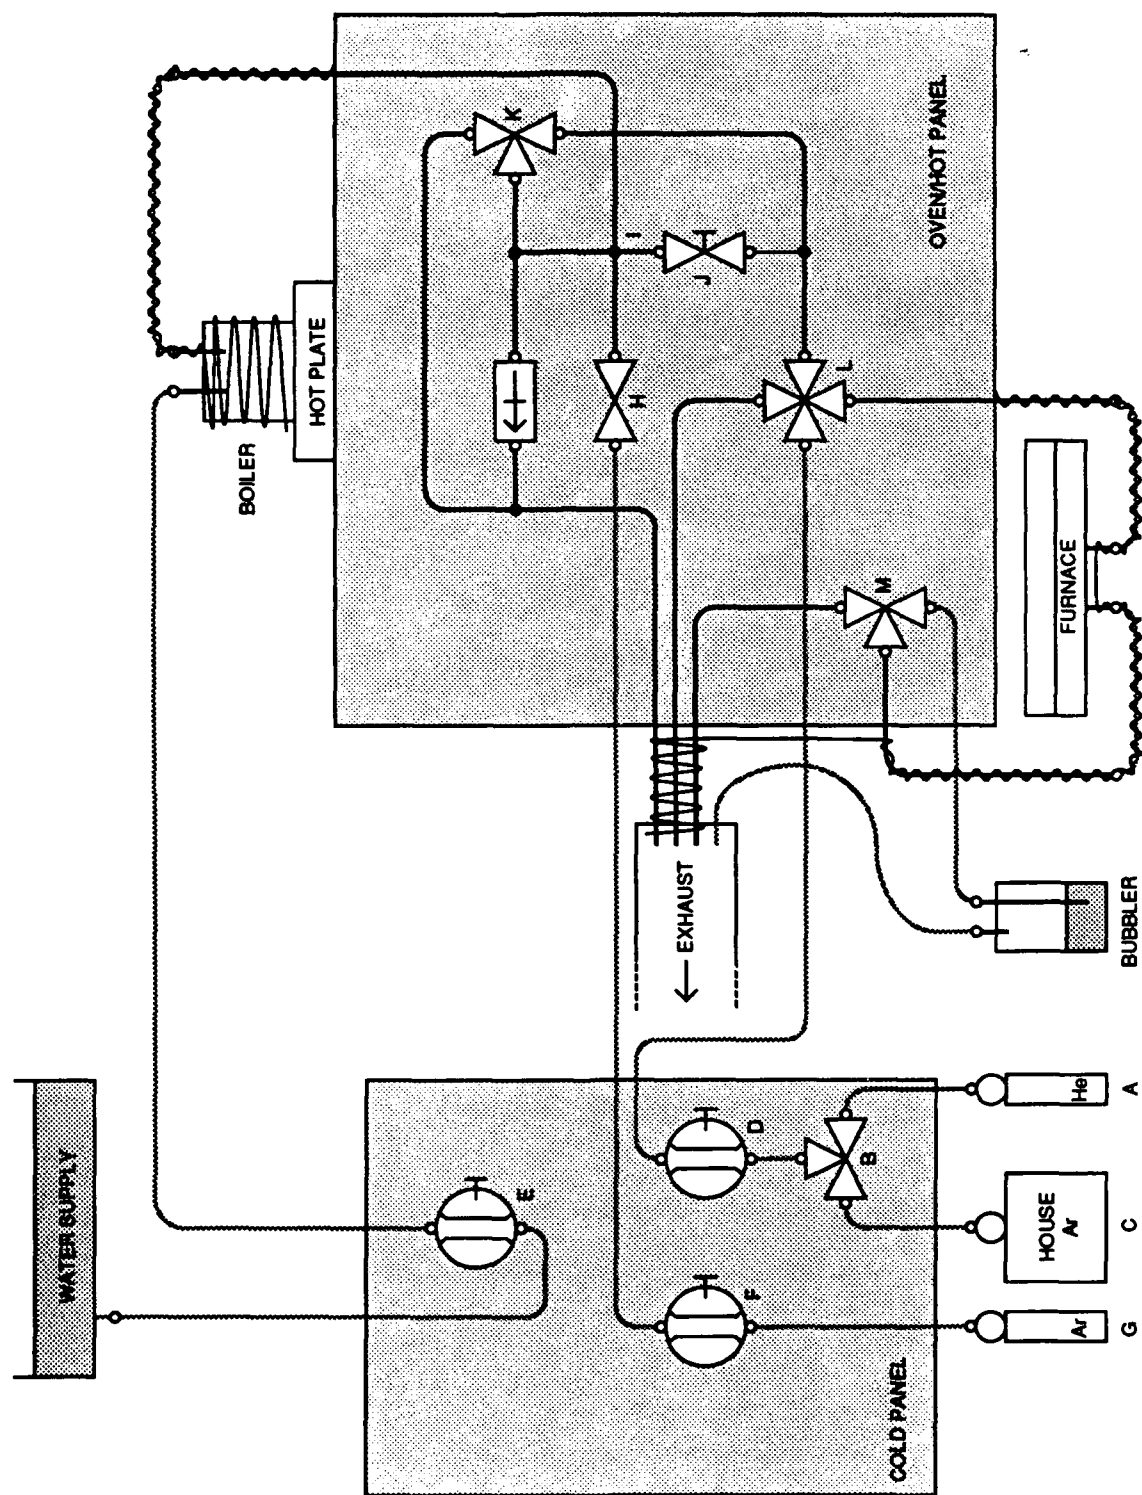 WATER SUPPLY
COLD PANEL
E
F
D
B
Ar
G
HOUSE
Ar
C
He
A
EXHAUST
BUBBLER
BOILER
HOT PLATE
OVEN/HOT PANEL
K
I
J
H
L
M
FURNACE